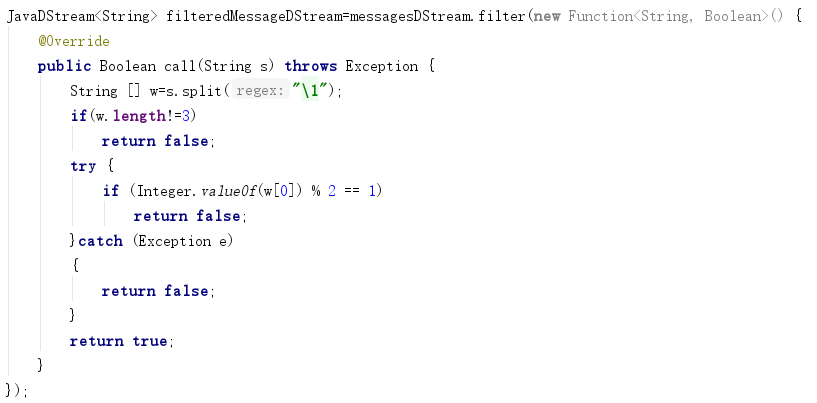 JavaDStream<String> filteredMessageDStream=messagesDStream.filter(new Function<String, Boolean>() {
@Override
public Boolean call(String s) throws Exception {
String [] w=s.split( regex: "\1");
if(w.length!=3)
return false;
try {
if (Integer.valueOf(w[0]) % 2 == 1)
return false;
}catch (Exception e)
{
return false;
}
return true;
}
});